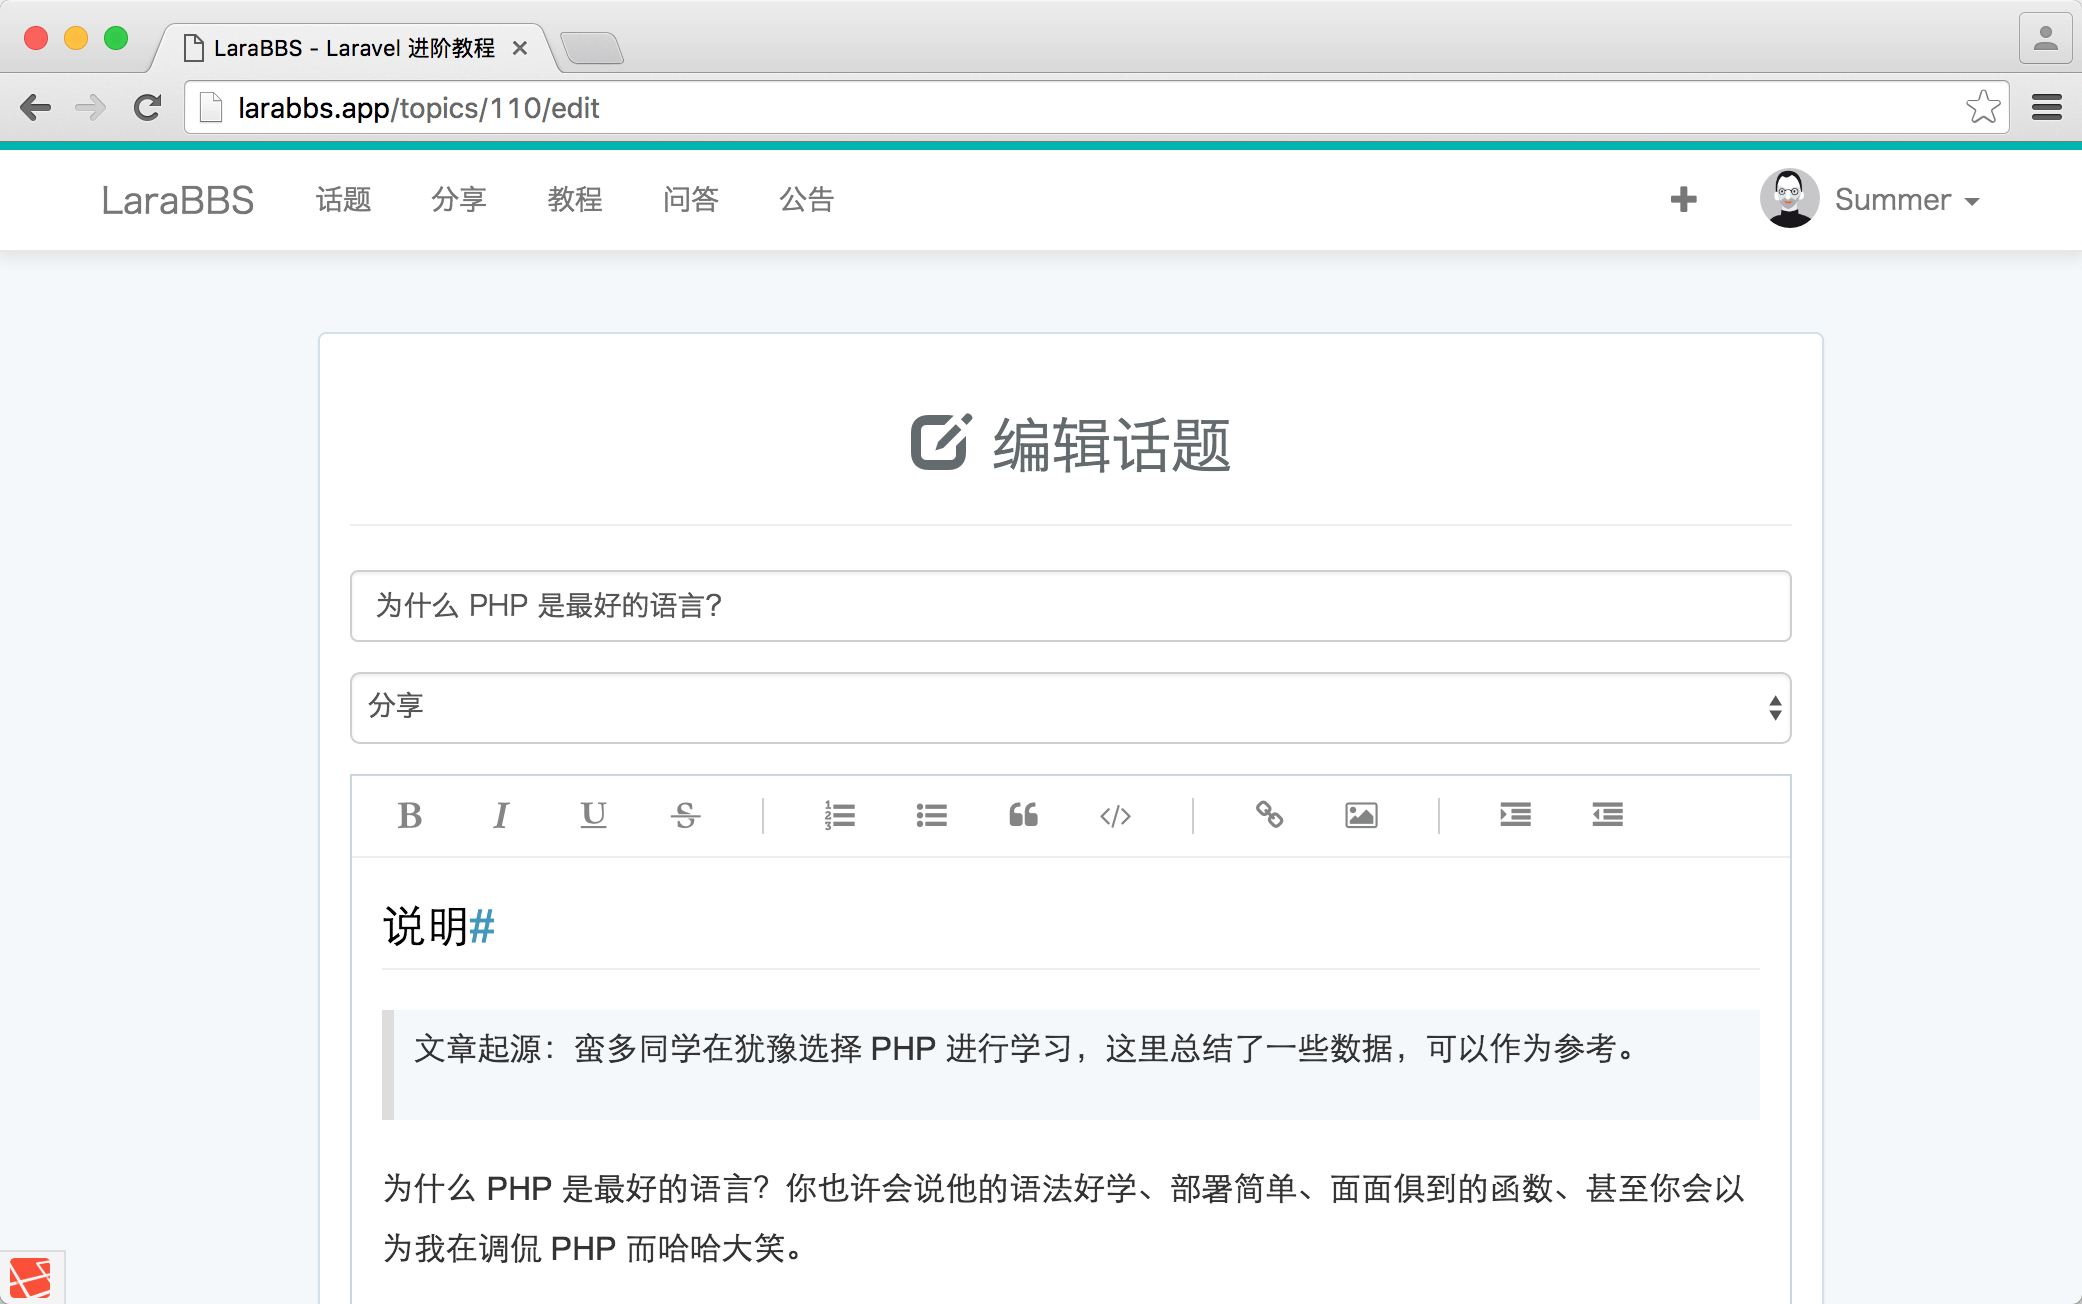 LaraBBS - Laravel 进阶教程
larabbs.app/topics/110/edit
LaraBBS 话题 分享 教程 问答 公告 Summer
编辑话题
为什么 PHP 是最好的语言?
分享
B I U S
说明#
文章起源：蛮多同学在犹豫选择 PHP 进行学习，这里总结了一些数据，可以作为参考。
为什么 PHP 是最好的语言？你也许会说他的语法好学、部署简单、面面俱到的函数、甚至你会以
为我在调侃 PHP 而哈哈大笑。